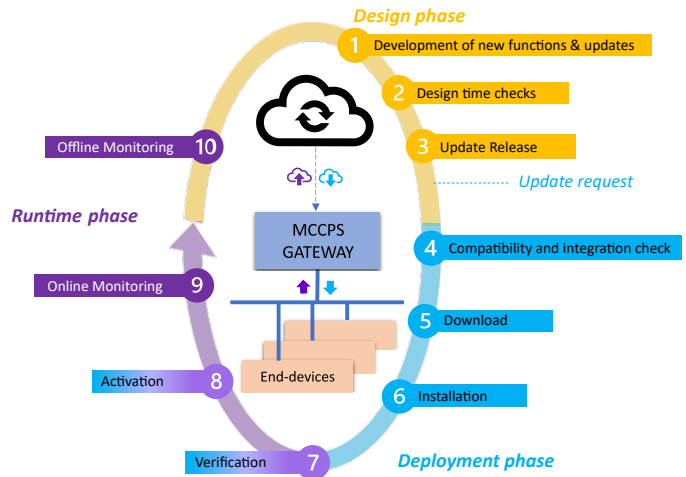 Design phase
1 Development of new functions & updates
2 Design time checks
3 Update Release
Update request
4 Compatibility and integration check
5 Download
6 Installation
Deployment phase
7 Verification
8 Activation
9 Online Monitoring
Runtime phase
10 Offline Monitoring
MCCPS
GATEWAY
End-devices